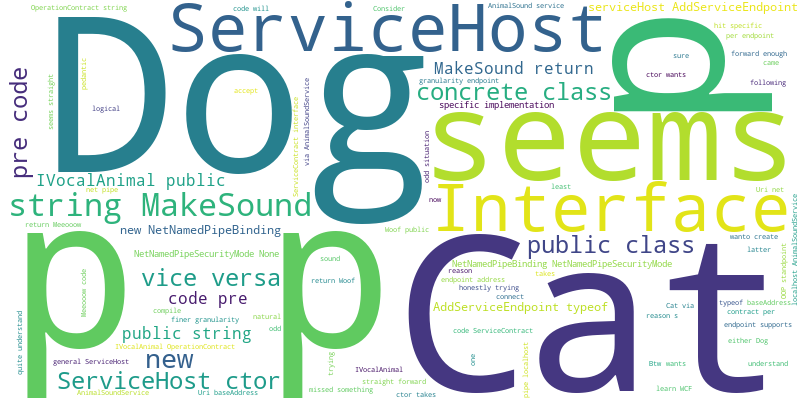 OperationContract string
code will
Consider
AnimalSound service
serviceHost AddServiceEndpoint
ServiceHost
Dog
g
hit specific
per endpoint
pre code
seems straight
pedantic
logical
accept
via AnimalSoundService
ServiceContract interface
MakeSound return
sure
forward enough
granularity endpoint
ctor wants
came
concrete class
following
specific implementation
seems
IVocalAnimal public
net pipe
odd situation
now
least
Uri net
string MakeSound
Interface
return Meeooow
new NetNamedPipeBinding
Woof public
wanto create
p
p
Cat
public class
latter
NetNamedPipeSecurityMode None
NetNamedPipeBinding NetNamedPipeSecurityMode
sound
reason
takes
OOP standpoint
localhost AnimalSoundService
vice versa
return Woof
endpoint address
honestly trying
connect
Meeow code
code pre
AddServiceEndpoint typeof
Cat via
typeof baseAddress
reason s
contract per
compile
finer granularity
natural
endpoint supports
quite understand
public string
odd
code ServiceContract
either Dog
trying
one
IVocalAnimal OperationContract
new
general ServiceHost
Btw wants
understand
IVocalAnimal
pipe localhost
ServiceHost ctor
straight forward
missed something
learn WCF
AnimalSoundService
Uri baseAddress
ctor takes